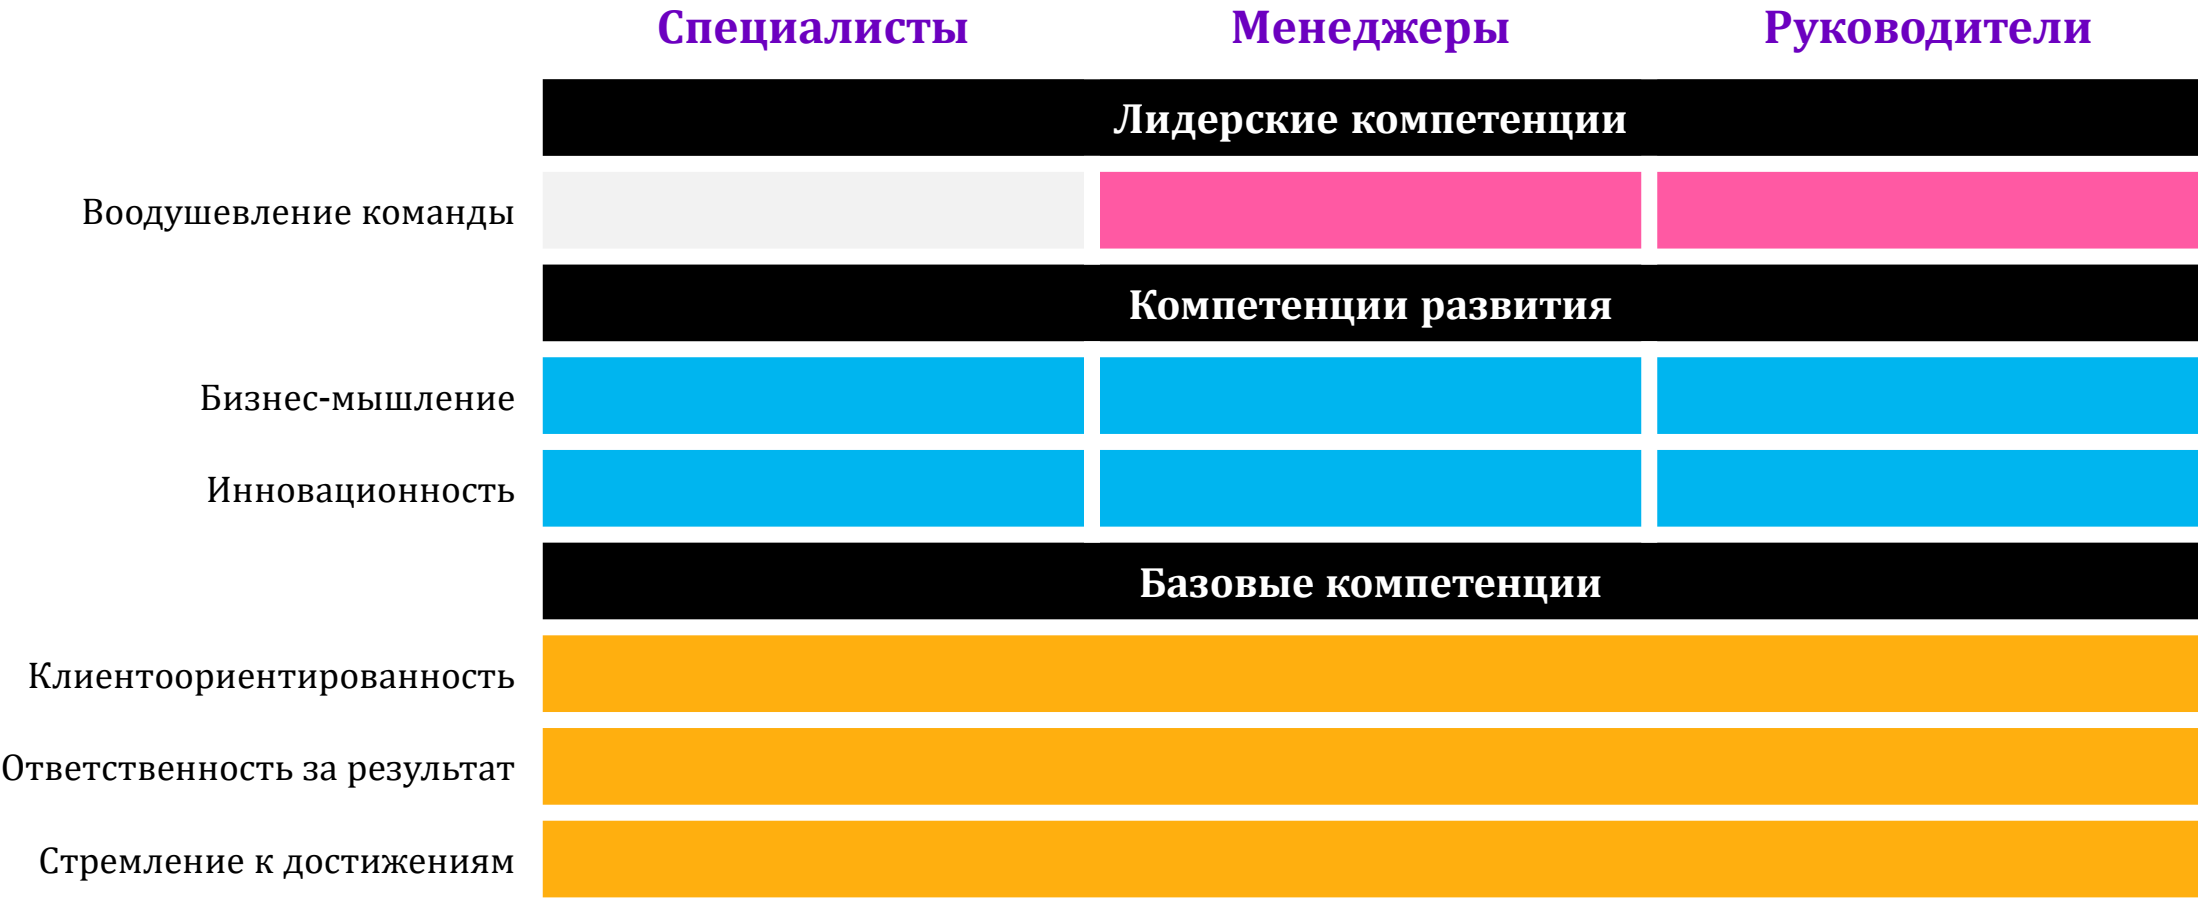 Специалисты Менеджеры Руководители
Лидерские компетенции
Воодушевление команды
Компетенции развития
Бизнес-мышление
Инновационность
Базовые компетенции
Клиентоориентированность
Ответственность за результат
Стремление к достижениям